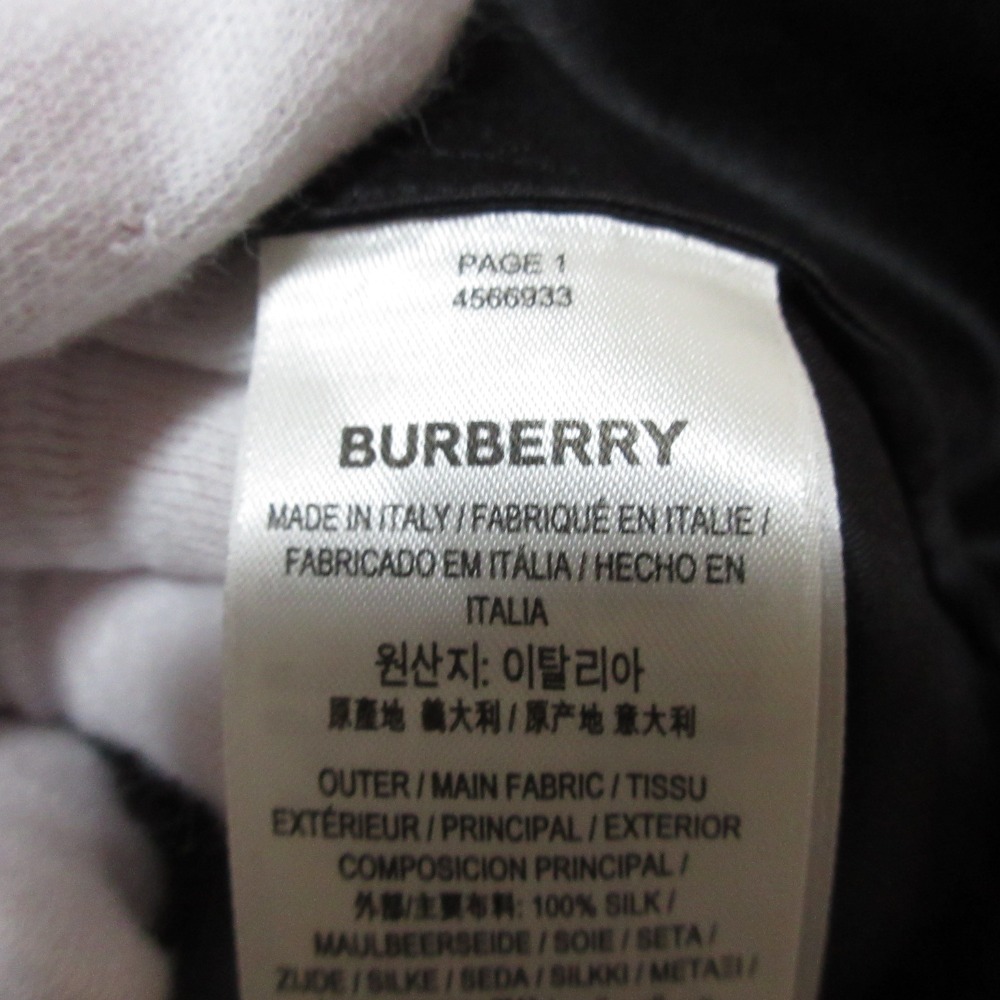 PAGE 1
4566933
BURBERRY
MADE IN ITALY / FABRIQUÉ EN ITALIE /
FABRICADO EM ITÁLIA / HECHO EN
ITALIA
원산지: 이탈리아
原產地 義大利 / 原产地 意大利
OUTER / MAIN FABRIC / TISSU
EXTÉRIEUR / PRINCIPAL / EXTERIOR
COMPOSICION PRINCIPAL /
外部/主要布料: 100% SILK /
MAULBEERSEIDE / SOIE / SETA /
ZIJDE / SILKE / SEDA / SILKKI / ΜΕΤΑΞΙ /